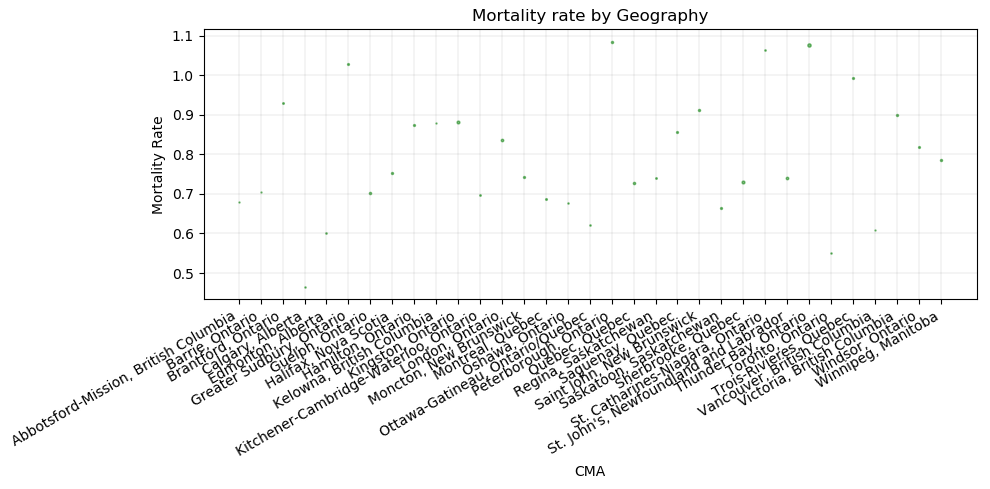 Mortality rate by Geography
Mortality Rate
1.1
1.0
0.9
0.8
0.7
0.6
0.5
Abbotsford-Mission, British Columbia
Barrie, Ontario
Brantford, Ontario
Calgary, Alberta
Edmonton, Alberta
Greater Sudbury, Ontario
Guelph, Ontario
Halifax, Nova Scotia
Hamilton, Ontario
Kelowna, British Columbia
Kingston, Ontario
Kitchener-Cambridge-Waterloo, Ontario
London, Ontario
Moncton, New Brunswick
Montreal, Quebec
Oshawa, Ontario
Ottawa-Gatineau, Ontario/Quebec
Peterborough, Ontario
Quebec, Quebec
Regina, Saskatchewan
Saguenay, Quebec
Saint John, New Brunswick
Saskatoon, Saskatchewan
Sherbrooke, Quebec
St. Catharines-Niagara, Ontario
St. John's, Newfoundland and Labrador
Thunder Bay, Ontario
Toronto, Ontario
Trois-Rivieres, Quebec
Vancouver, British Columbia
Victoria, British Columbia
Windsor, Ontario
Winnipeg, Manitoba
CMA